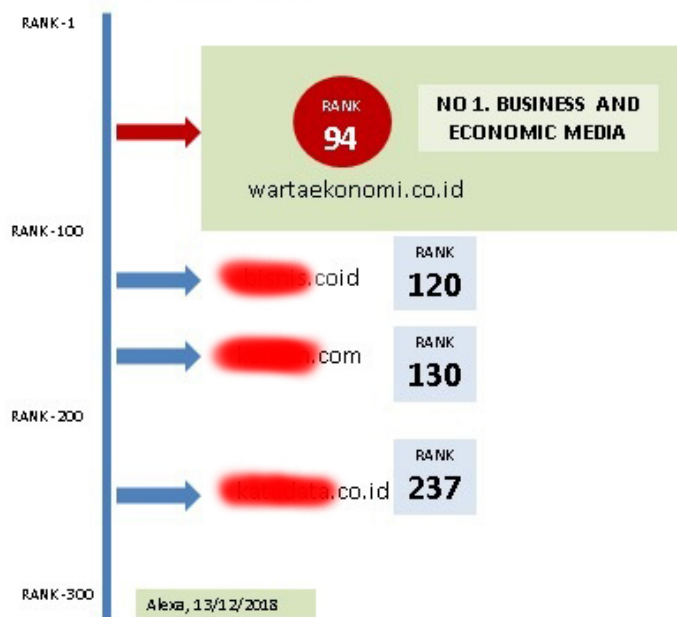 RANK-1
RANK
94
NO 1. BUSINESS AND
ECONOMIC MEDIA
wartaekonomi.co.id
RANK-100
.coid
RANK
120
.com
RANK
130
RANK-200
.co.id
RANK
237
RANK-300
Alexa, 13/12/2018